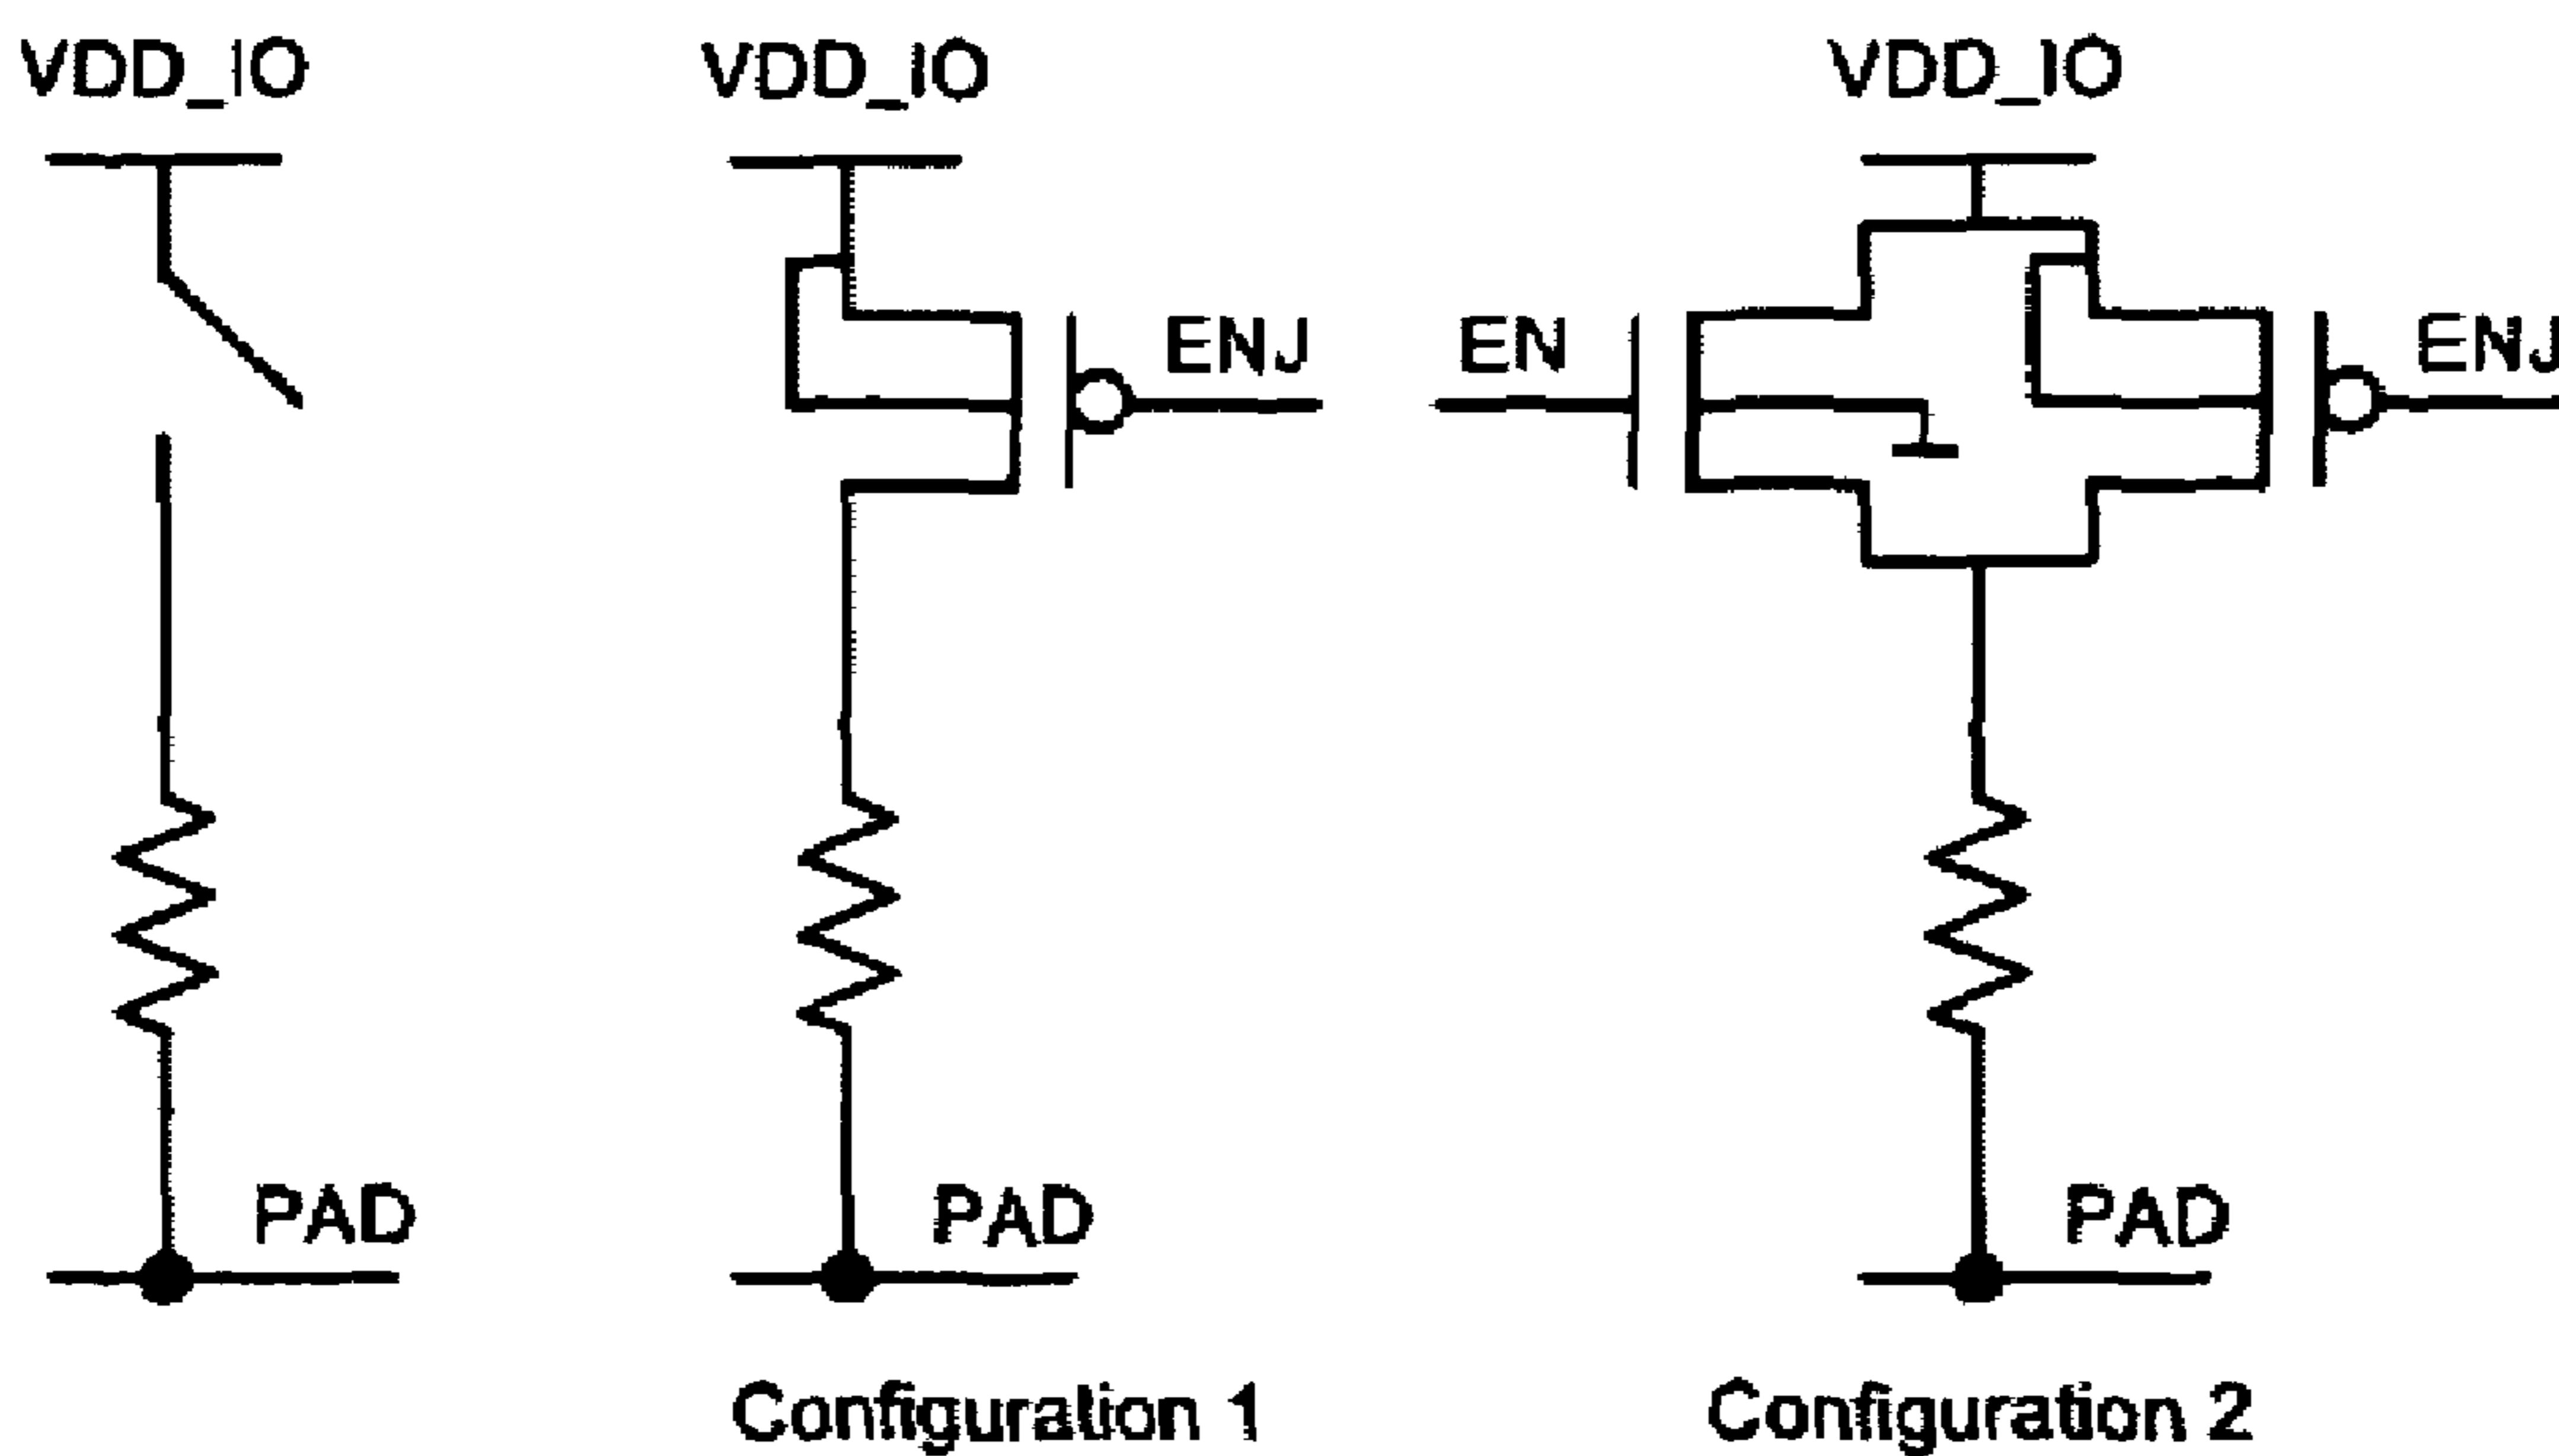 VDD_IO VDD_IO VDD_IO
ENJ EN ENJ
PAD PAD PAD
Configuration 1 Configuration 2